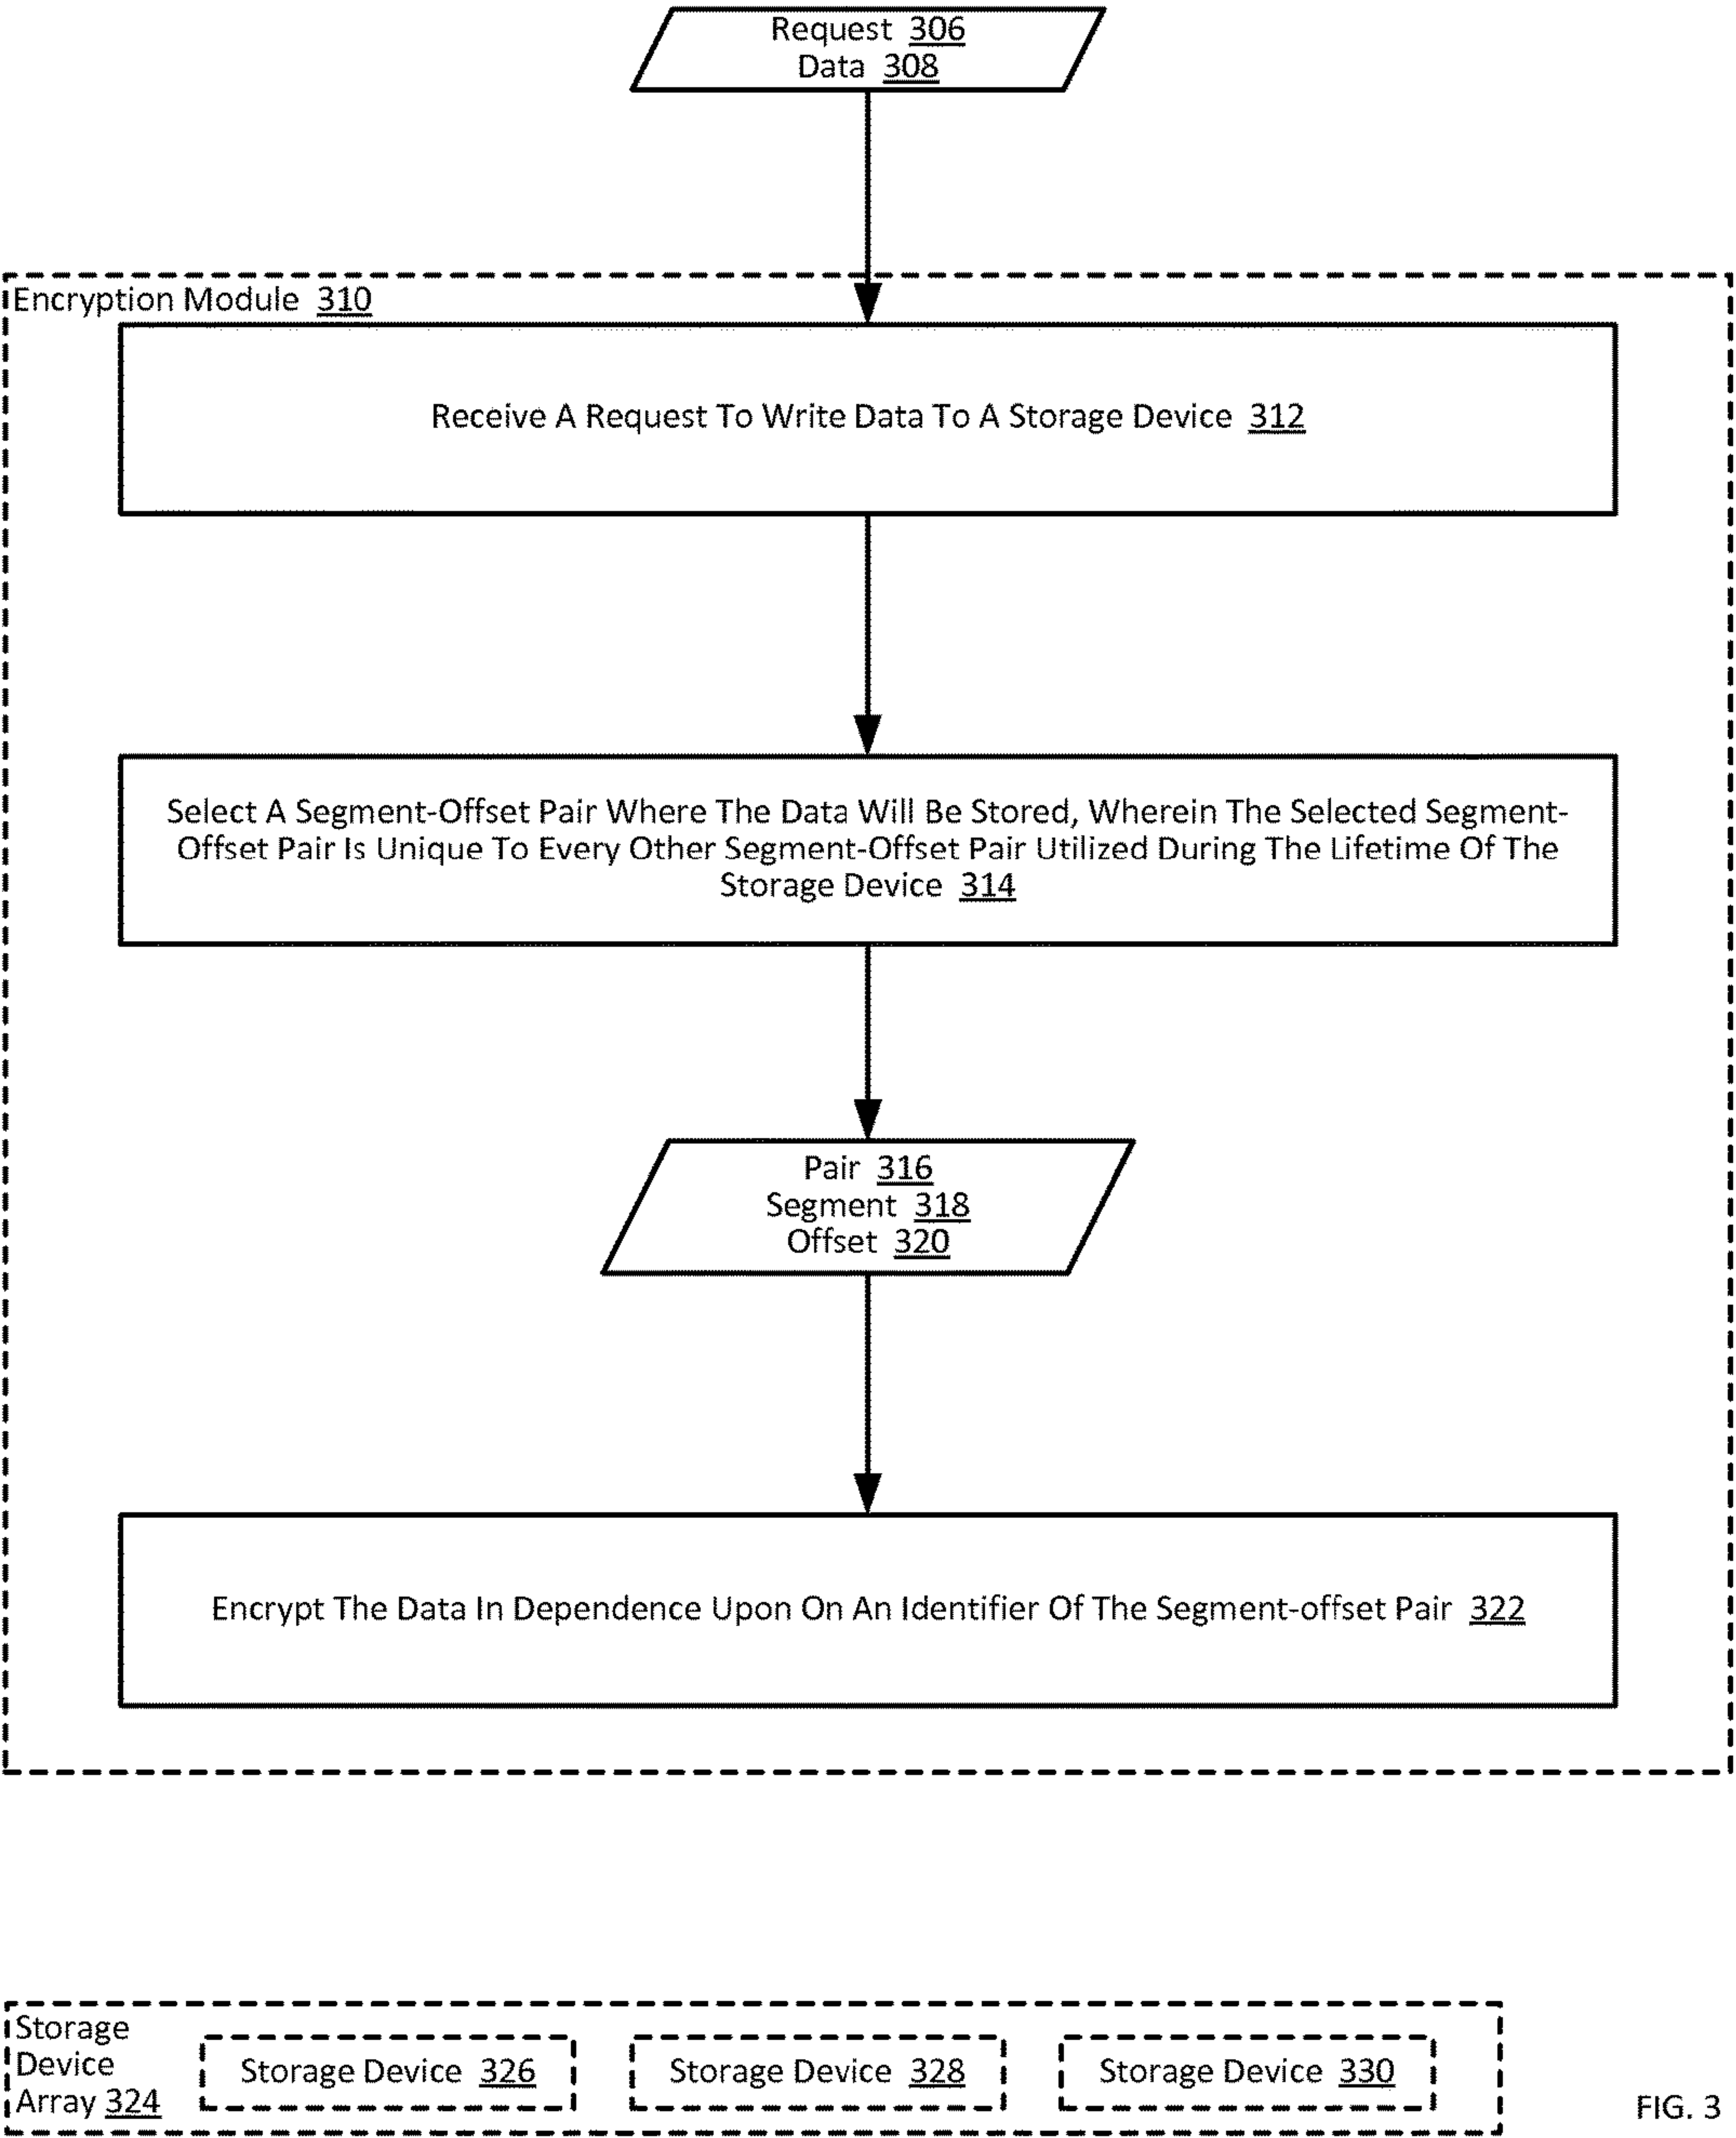 Request 306
Data 308
Encryption Module 310
Receive A Request To Write Data To A Storage Device 312
Select A Segment-Offset Pair Where The Data Will Be Stored, Wherein The Selected Segment-
Offset Pair Is Unique To Every Other Segment-Offset Pair Utilized During The Lifetime Of The
Storage Device 314
Pair 316
Segment 318
Offset 320
Encrypt The Data In Dependence Upon On An Identifier Of The Segment-offset Pair 322
Storage
Device
Array 324
Storage Device 326
Storage Device 328
Storage Device 330
FIG. 3